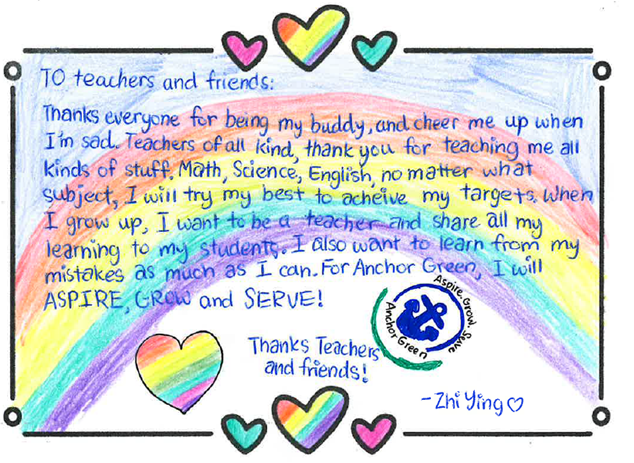 TO teachers and friends:
Thanks everyone for being my buddy, and cheer me up when
I'm sad. Teachers of all kind, thank you for teaching me all
kinds of stuff. Math, Science, English, no matter what
subject, I will try my best to acheive my targets. When
I grow up, I want to be a teacher and share all my
learning to my students. I also want to learn from my
mistakes as much as I can. For Anchor Green, I will
ASPIRE, GROW and SERVE!
Aspire. Grow. Serve
Anchor Green
Thanks Teachers
and friends!
- Zhi Ying ♡